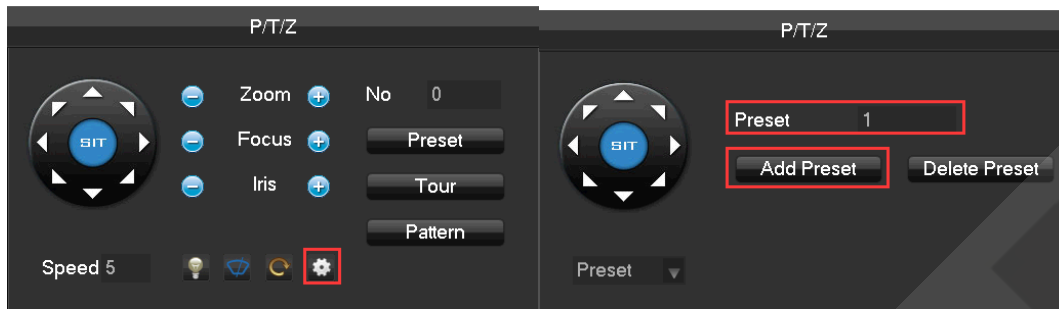 P/T/Z
Zoom
No 0
SIT
Focus
Preset
Iris
Tour
Pattern
Speed 5
P/T/Z
Preset 1
SIT
Add Preset
Delete Preset
Preset